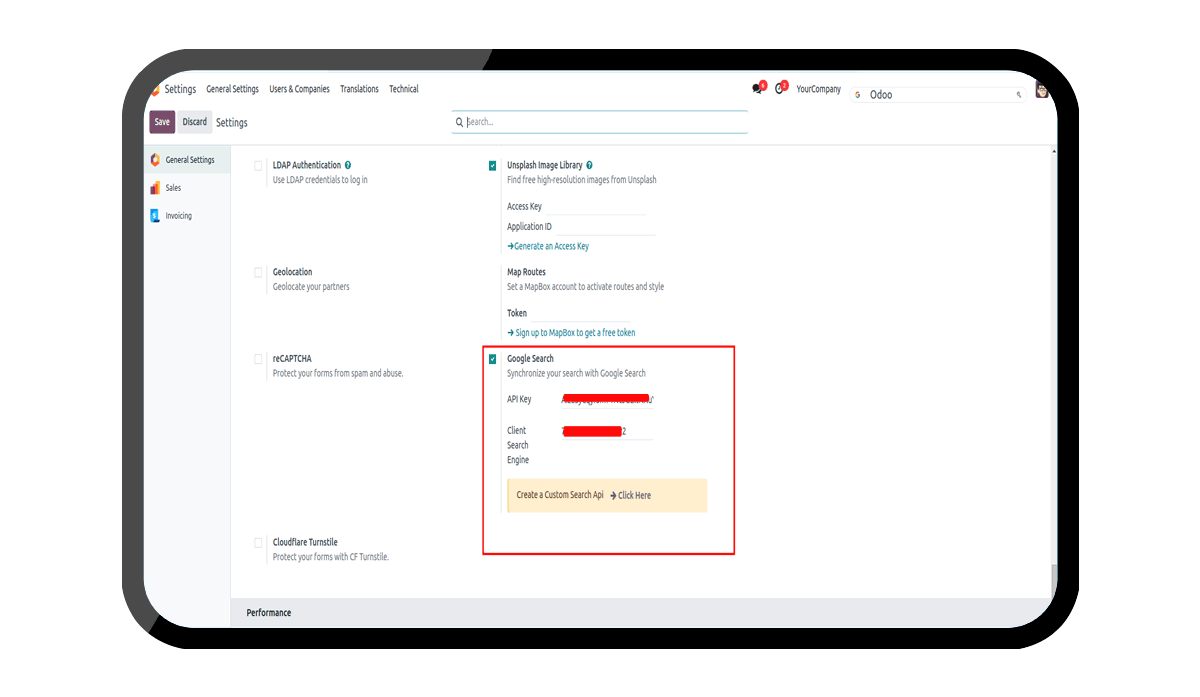 Settings General Settings Users & Companies Translations Technical 6 2 YourCompany Odoo
Save Discard Settings Search...
General Settings
Sales
Invoicing
LDAP Authentication ?
Use LDAP credentials to log in
Unsplash Image Library ?
Find free high-resolution images from Unsplash
Access Key
Application ID
→Generate an Access Key
Geolocation
Geolocate your partners
Map Routes
Set a MapBox account to activate routes and style
Token
→ Sign up to MapBox to get a free token
reCAPTCHA
Protect your forms from spam and abuse.
Google Search
Synchronize your search with Google Search
API Key
Client
Search
Engine
Create a Custom Search Api → Click Here
Cloudflare Turnstile
Protect your forms with CF Turnstile.
Performance